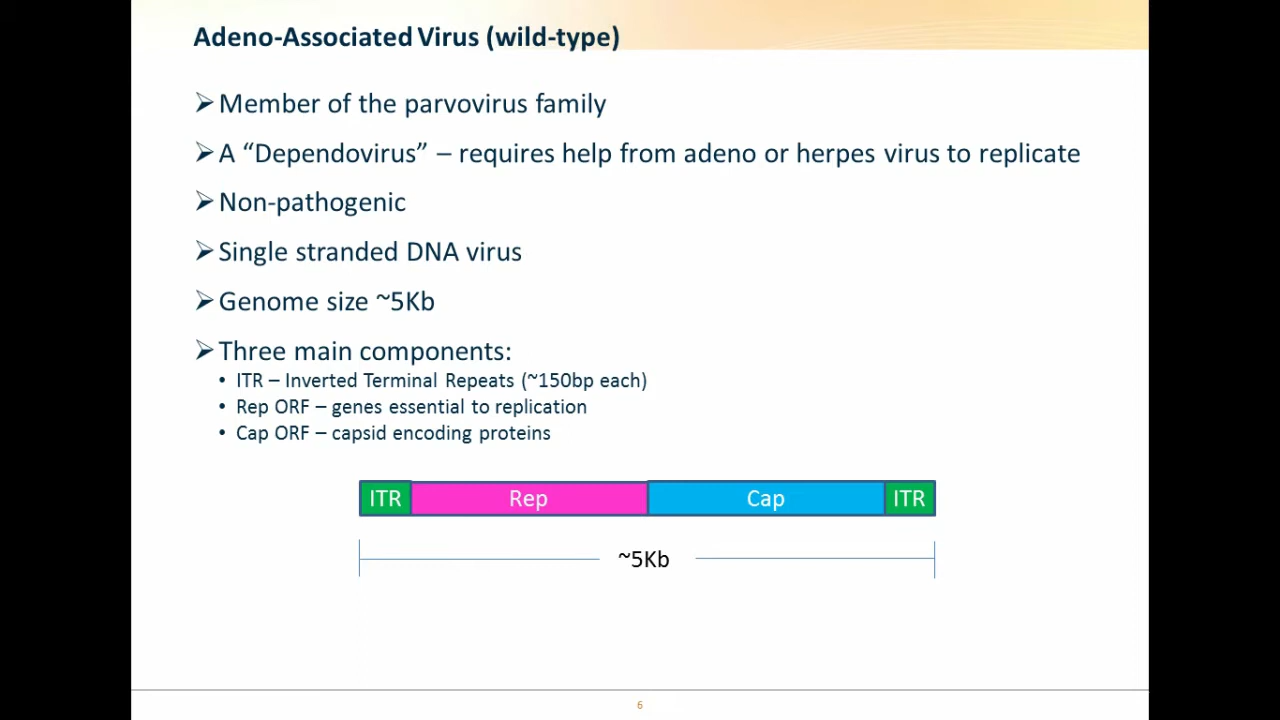 Adeno-Associated Virus (wild-type)
➢Member of the parvovirus family
➢A “Dependovirus” – requires help from adeno or herpes virus to replicate
➢Non-pathogenic
➢Single stranded DNA virus
➢Genome size ~5Kb
➢Three main components:
• ITR – Inverted Terminal Repeats (~150bp each)
• Rep ORF – genes essential to replication
• Cap ORF – capsid encoding proteins
ITR Rep Cap ITR
~5Kb
6